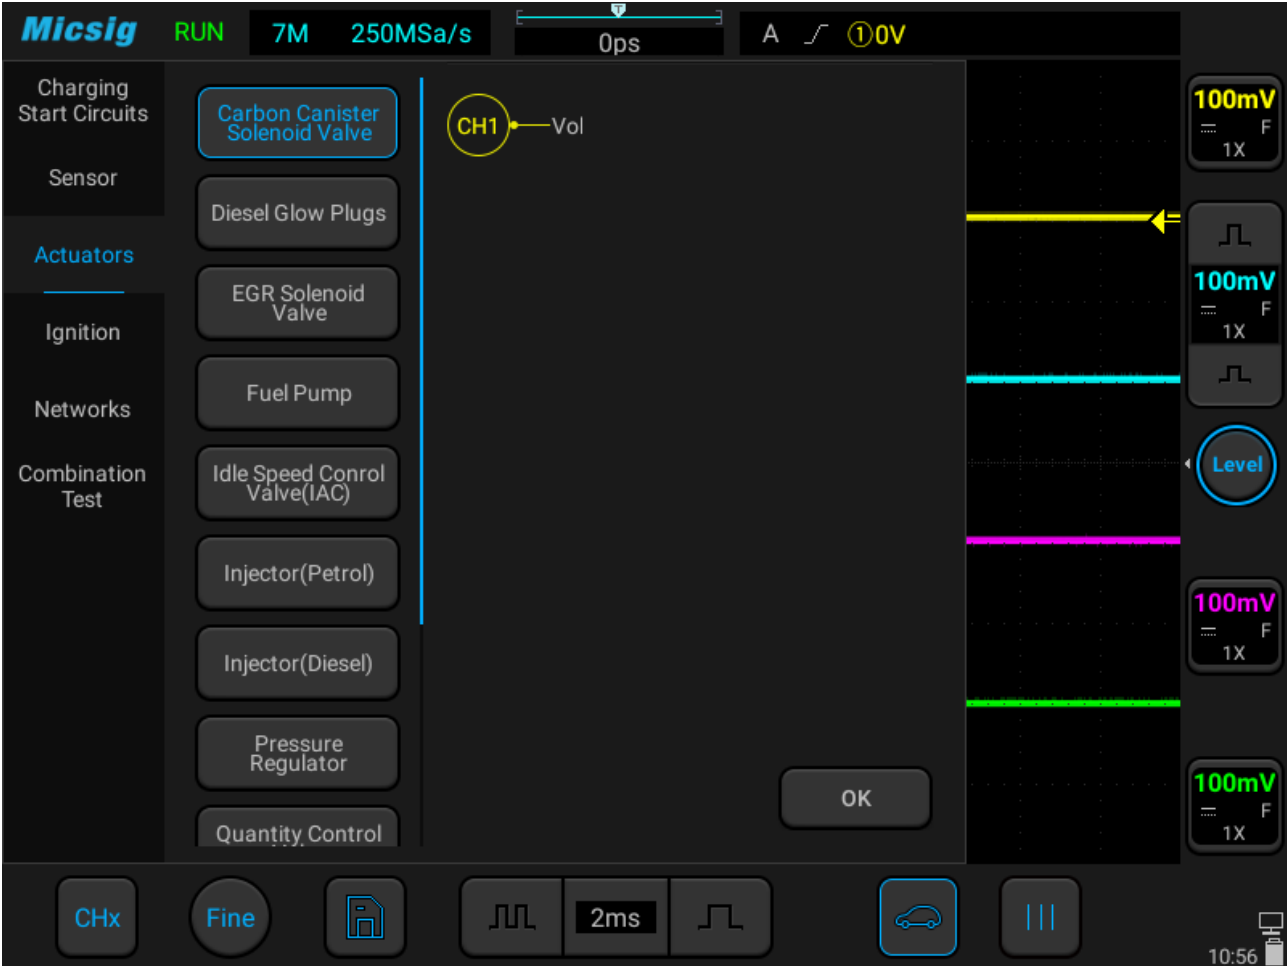 Micsig
RUN
7M 250MSa/s
T
0ps
A ①0V
Charging
Start Circuits
Sensor
Actuators
Ignition
Networks
Combination
Test
Carbon Canister
Solenoid Valve
Diesel Glow Plugs
EGR Solenoid
Valve
Fuel Pump
Idle Speed Conrol
Valve(IAC)
Injector(Petrol)
Injector(Diesel)
Pressure
Regulator
Quantity Control
CH1 Vol
OK
100mV
F
1X
100mV
F
1X
Level
100mV
F
1X
100mV
F
1X
CHx
Fine
2ms
10:56